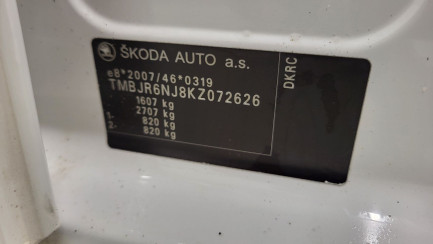 ŠKODA AUTO a.s.
e8*2007/46*0319
TMBJR6NJ8KZ072626
1607 kg
2707 kg
1- 820 kg
2- 820 kg
DKRC